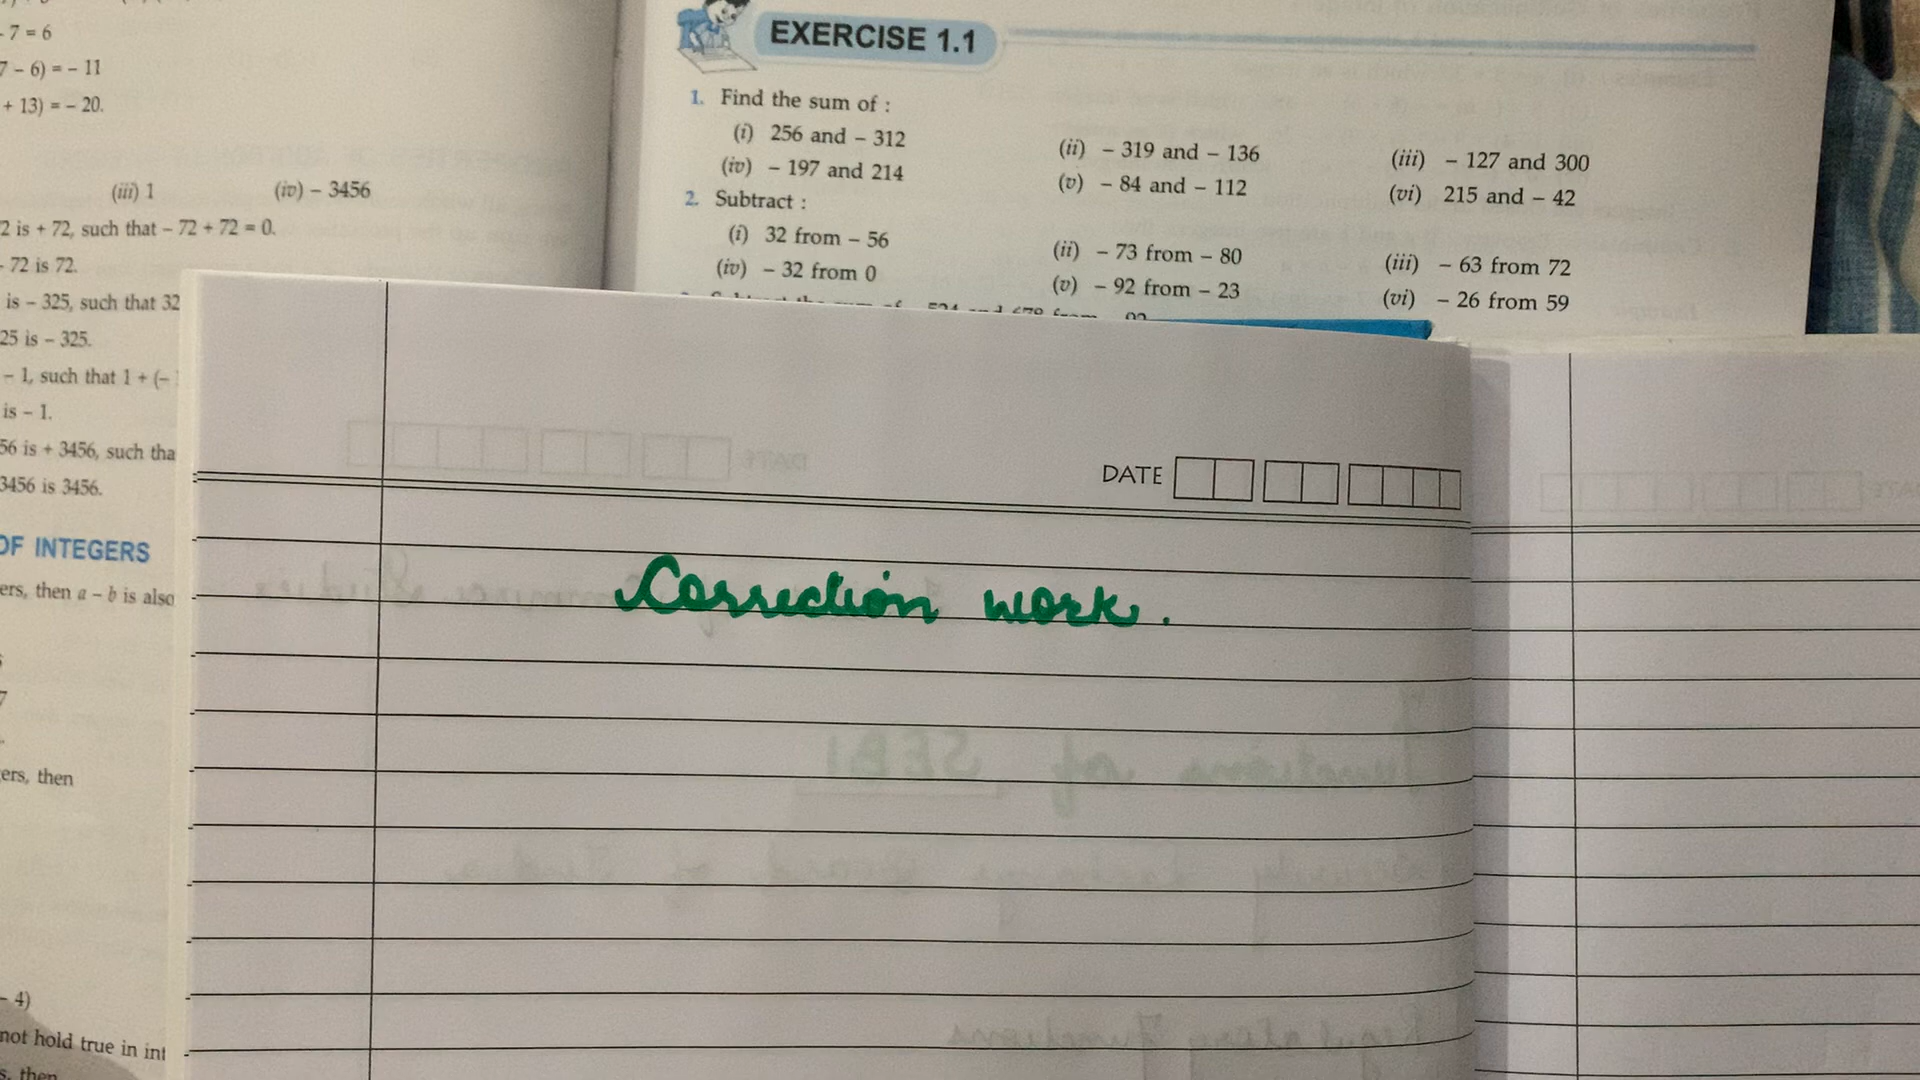 - 7 = 6
7 - 6) = - 11
+ 13) = - 20.
(iii) 1 (iv) - 3456
2 is + 72, such that - 72 + 72 = 0.
- 72 is 72.
is - 325, such that 32
25 is - 325.
- 1, such that 1 + (-
is - 1.
56 is + 3456, such tha
3456 is 3456.
OF INTEGERS
ers, then a - b is also
7
ers, then
- 4)
not hold true in int
s, then
EXERCISE 1.1
1. Find the sum of :
(i) 256 and - 312 (ii) - 319 and - 136 (iii) - 127 and 300
(iv) - 197 and 214 (v) - 84 and - 112 (vi) 215 and - 42
2. Subtract :
(i) 32 from - 56 (ii) - 73 from - 80 (iii) - 63 from 72
(iv) - 32 from 0 (v) - 92 from - 23 (vi) - 26 from 59
DATE
Correction work.